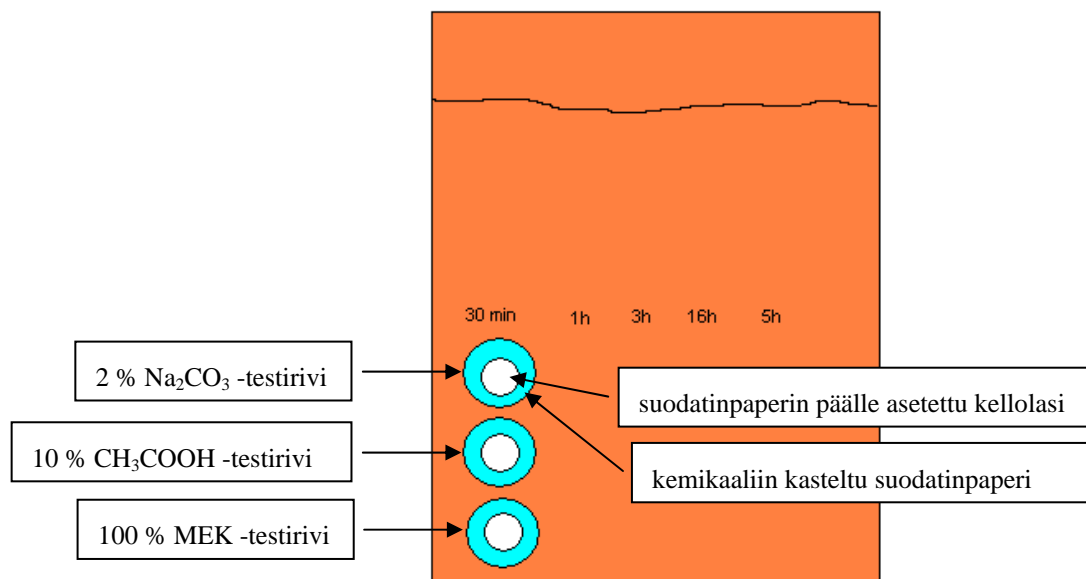 30 min 1h 3h 16h 5h
2 % Na₂CO₃ -testirivi
suodatinpaperin päälle asetettu kellolasi
10 % CH₃COOH -testirivi
kemikaaliin kasteltu suodatinpaperi
100 % MEK -testirivi